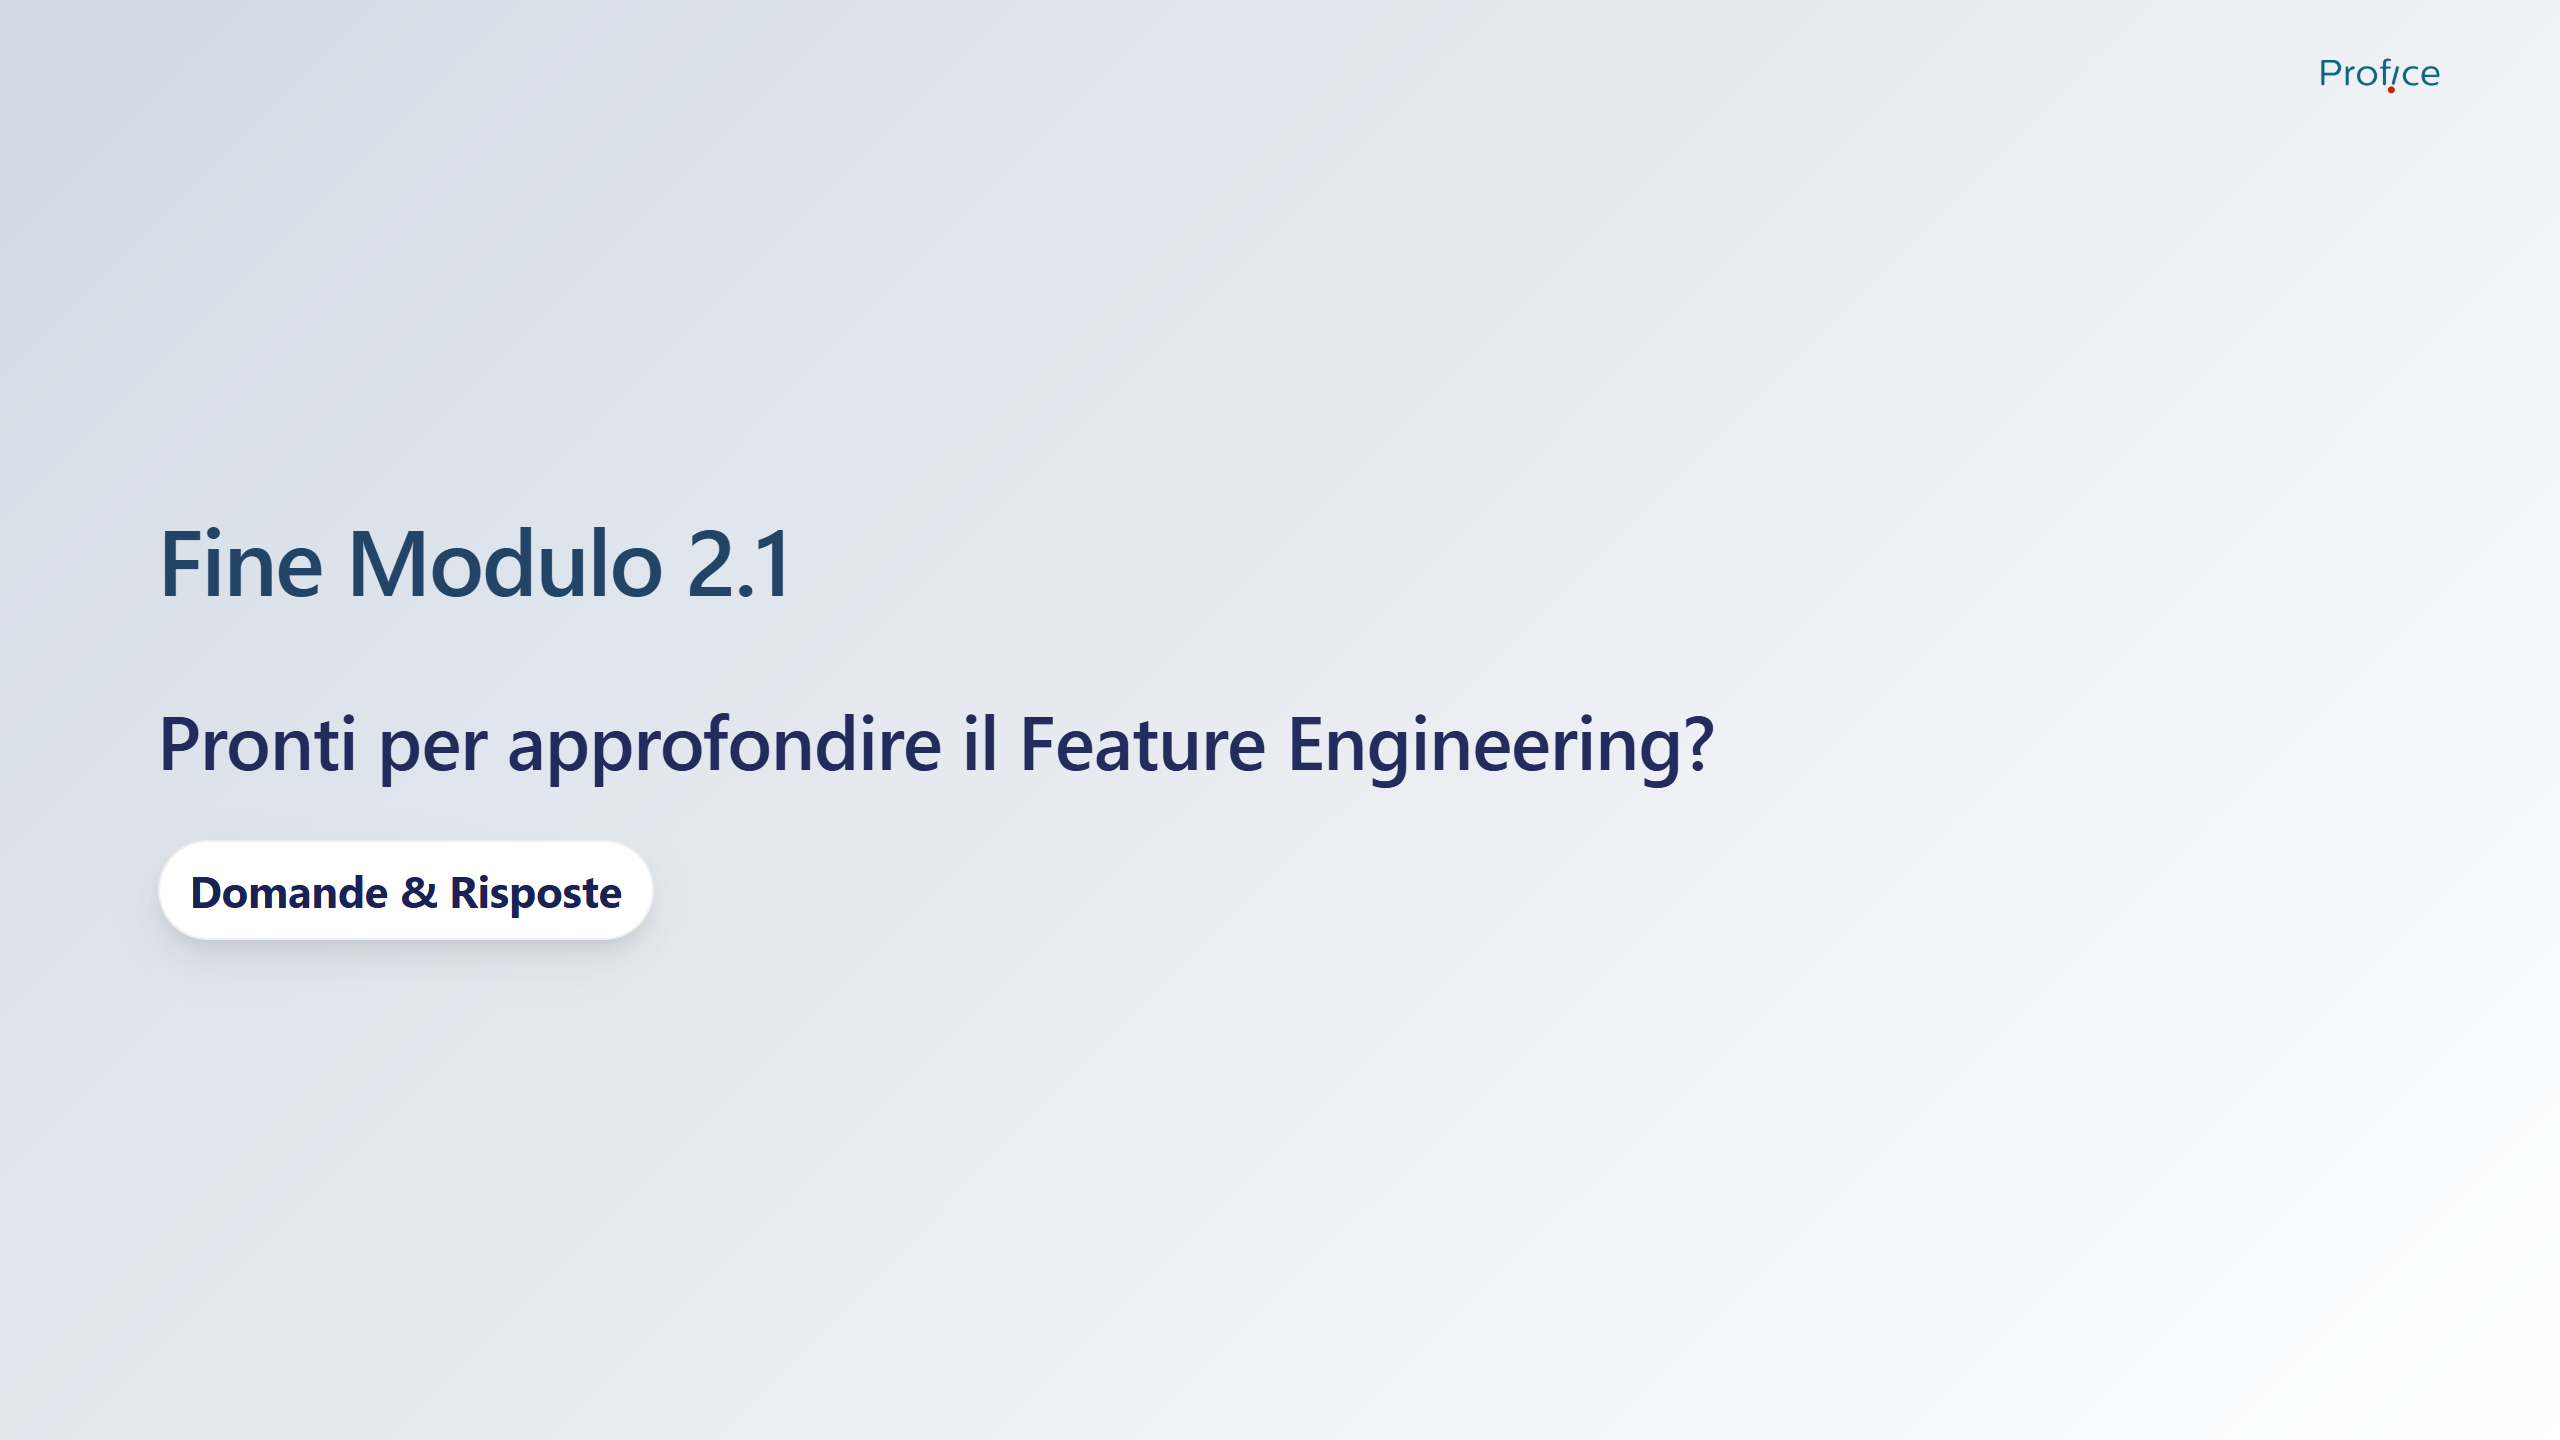 Profice
Fine Modulo 2.1
Pronti per approfondire il Feature Engineering?
Domande & Risposte